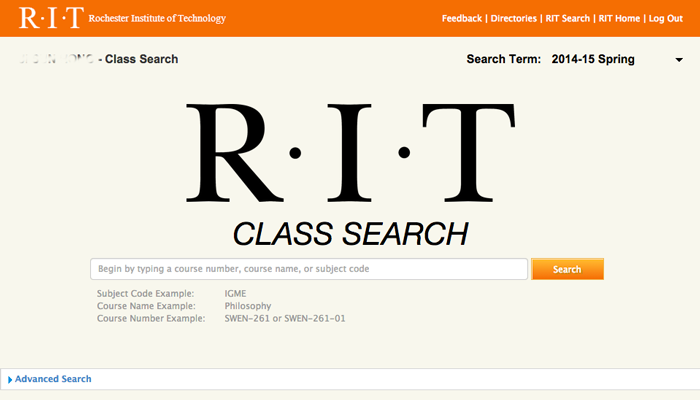 R·I·T Rochester Institute of Technology
Feedback | Directories | RIT Search | RIT Home | Log Out
- Class Search
Search Term: 2014-15 Spring
R·I·T
CLASS SEARCH
Begin by typing a course number, course name, or subject code
Search
Subject Code Example: IGME
Course Name Example: Philosophy
Course Number Example: SWEN-261 or SWEN-261-01
Advanced Search